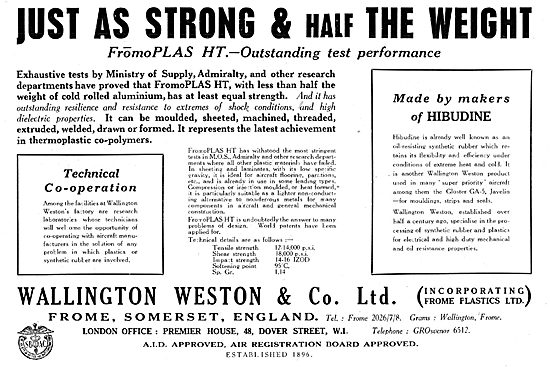 JUST AS STRONG & HALF THE WEIGHT
FromoPLAS HT.—Outstanding test performance
Exhaustive tests by Ministry of Supply, Admiralty, and other research
departments have proved that FromoPLAS HT, with less than half the
weight of cold rolled aluminium, has at least equal strength. And it has
outstanding resilience and resistance to extremes of shock conditions, and high
dielectric properties. It can be moulded, sheeted, machined, threaded,
extruded, welded, drawn or formed. It represents the latest achievement
in thermoplastic co-polymers.
Technical
Co-operation
Among the facilities at Wallington
Weston's factory are research
laboratories whose technicians
will welcome the opportunity of
co-operating with aircraft manu-
facturers in the solution of any
problem in which plastics or
synthetic rubber are involved.
FromoPLAS HT has withstood the most stringent
tests in M.O.S., Admiralty and other research depart-
ments where all other plastic materials have failed.
In sheeting and laminates, with its low specific
gravity, it is ideal for aircraft floorer, partitions,
etc., and is already in use in some leading types.
Compression or injection moulded, or heat formed,
it is particularly suitable as a lighter non-conduct-
ing alternative to nonferrous metals for many
components in aircraft and general mechanical
construction.
FromoPLAS HT is undoubtedly the answer to many
problems of design. World patents have been
applied for.
Technical details are as follows :—
Tensile strength 12-14,000 p.s.i.
Shear strength 18,000 p.s.i.
Impact strength 14-16 IZOD
Softening point 95°C.
Sp. Gr. 1.14
Made by makers
of HIBUDINE
Hibudine is already well known as an
oil-resisting synthetic rubber which re-
tains its flexibility and efficiency under
conditions of extreme heat and cold. It
is another Wallington Weston product
used in many 'super priority' aircraft
among them the Gloster GA-5, Javelin
—for mouldings, strips and seals.
Wallington Weston, established over
half a century ago, specialise in the pro-
cessing of synthetic rubber and plastics
for electrical and high duty mechanical
and oil resistance properties.
WALLINGTON WESTON & Co. Ltd. (INCORPORATING
FROME PLASTICS LTD.)
FROME, SOMERSET, ENGLAND. Tel. : Frome 2026/7/8. Grams : Wallington, Frome.
LONDON OFFICE : PREMIER HOUSE, 48, DOVER STREET, W.1. Telephone : GROsvenor 6512.
A.I.D. APPROVED, AIR REGISTRATION BOARD APPROVED.
ESTABLISHED 1896.